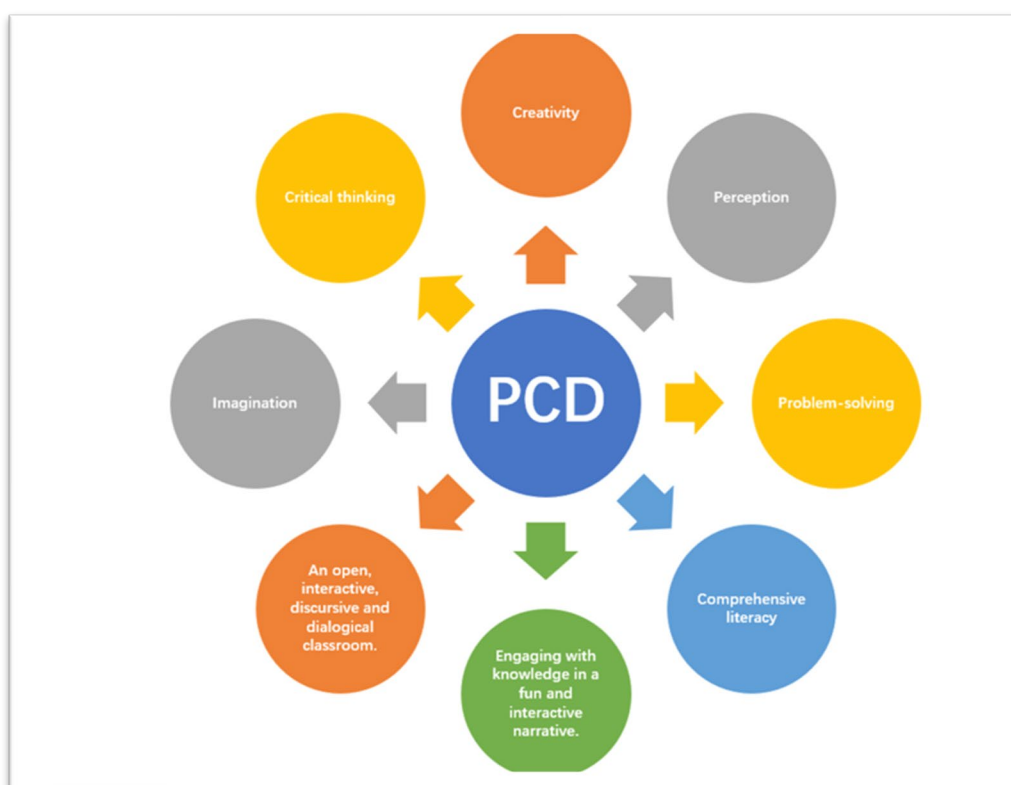 Creativity
Critical thinking
Perception
Imagination
PCD
Problem-solving
An open,
interactive,
discursive and
dialogical
classroom.
Engaging with
knowledge in a
fun and
interactive
narrative.
Comprehensive
literacy